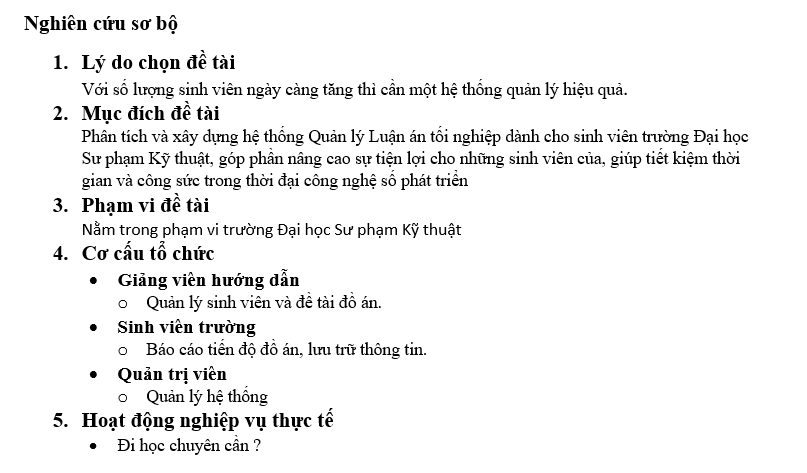 Nghiên cứu sơ bộ
1. Lý do chọn đề tài
Với số lượng sinh viên ngày càng tăng thì cần một hệ thống quản lý hiệu quả.
2. Mục đích đề tài
Phân tích và xây dựng hệ thống Quản lý Luận án tối nghiệp dành cho sinh viên trường Đại học
Sư phạm Kỹ thuật, góp phần nâng cao sự tiện lợi cho những sinh viên của, giúp tiết kiệm thời
gian và công sức trong thời đại công nghệ số phát triển
3. Phạm vi đề tài
Nằm trong phạm vi trường Đại học Sư phạm Kỹ thuật
4. Cơ cấu tổ chức
• Giảng viên hướng dẫn
o Quản lý sinh viên và đề tài đồ án.
• Sinh viên trường
o Báo cáo tiến độ đồ án, lưu trữ thông tin.
• Quản trị viên
o Quản lý hệ thống
5. Hoạt động nghiệp vụ thực tế
• Đi học chuyên cần ?